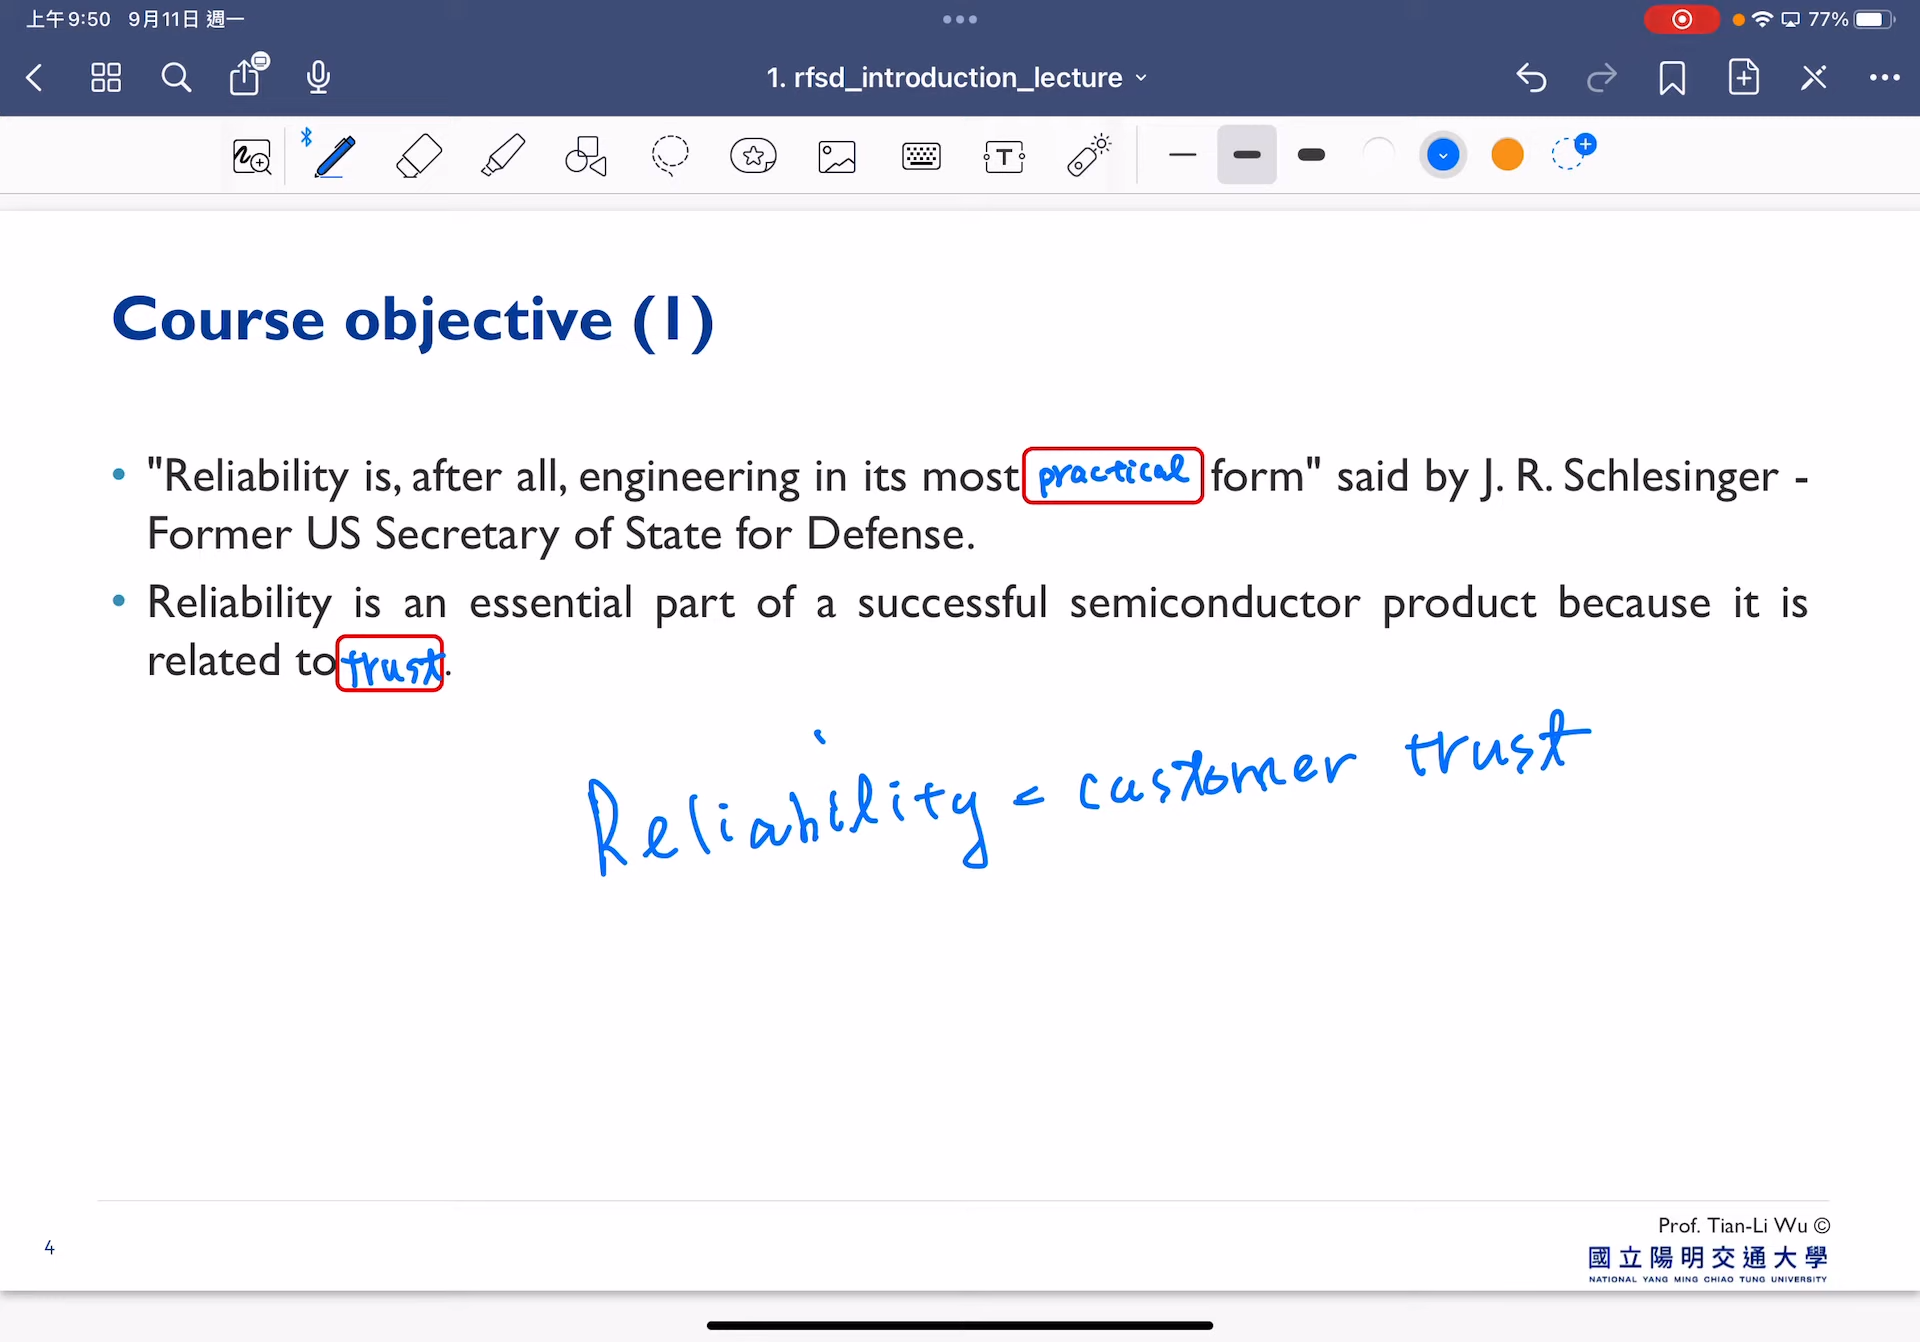 上午9:50 9月11日 週一
77%
1. rfsd_introduction_lecture
T
Course objective (1)
• "Reliability is, after all, engineering in its most practical form" said by J. R. Schlesinger -
Former US Secretary of State for Defense.
• Reliability is an essential part of a successful semiconductor product because it is
related to trust.
Reliability = customer trust
Prof. Tian-Li Wu ©
4
國立陽明交通大學
NATIONAL YANG MING CHIAO TUNG UNIVERSITY